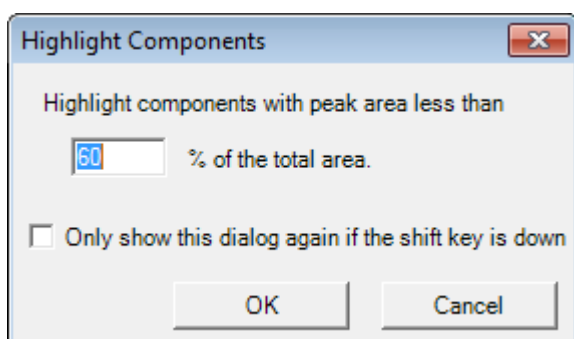 Highlight Components
Highlight components with peak area less than
60 % of the total area.
Only show this dialog again if the shift key is down
OK Cancel